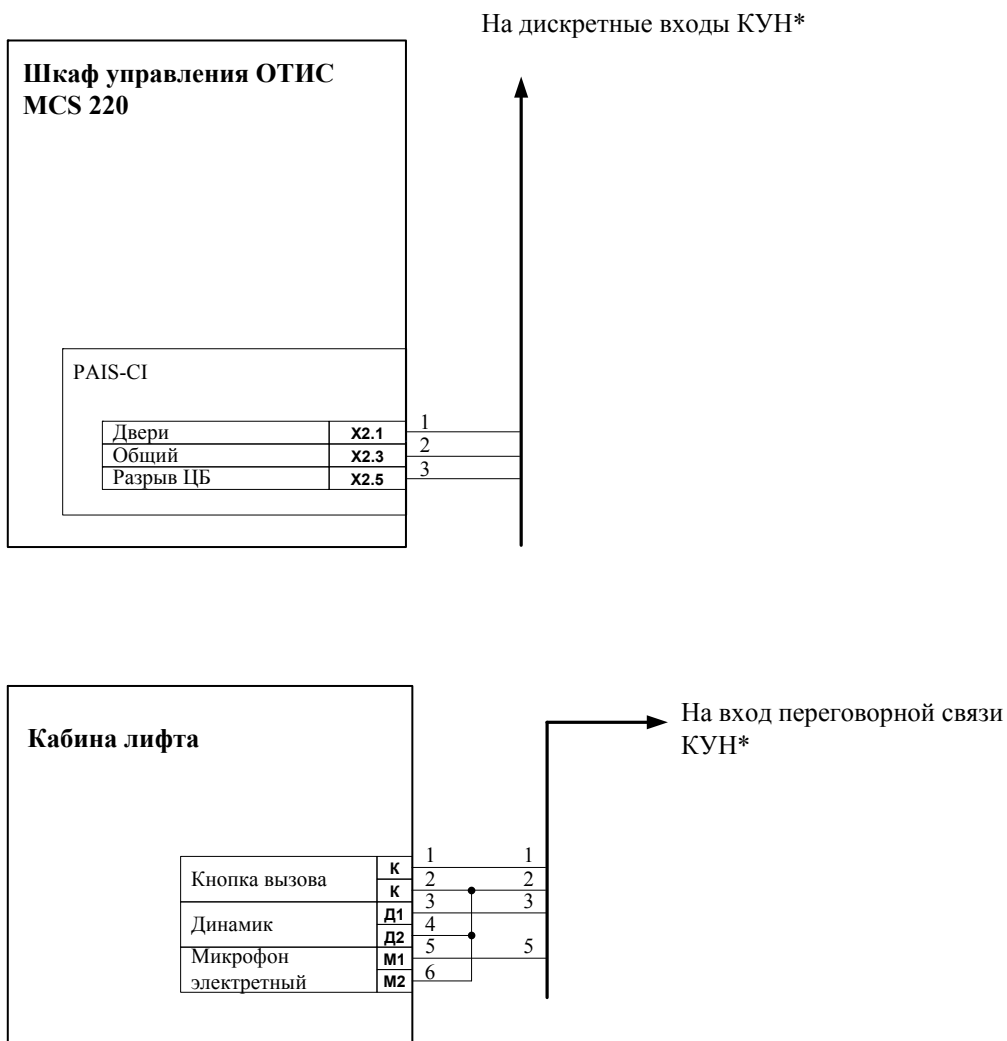 На дискретные входы КУН*
Шкаф управления ОТИС
MCS 220
PAIS-CI
Двери X2.1 1
Общий X2.3 2
Разрыв ЦБ X2.5 3
Кабина лифта
На вход переговорной связи
КУН*
Кнопка вызова
К 1 1
К 2 2
Динамик
Д1 3 3
Д2 4
Микрофон
электретный
М1 5 5
М2 6